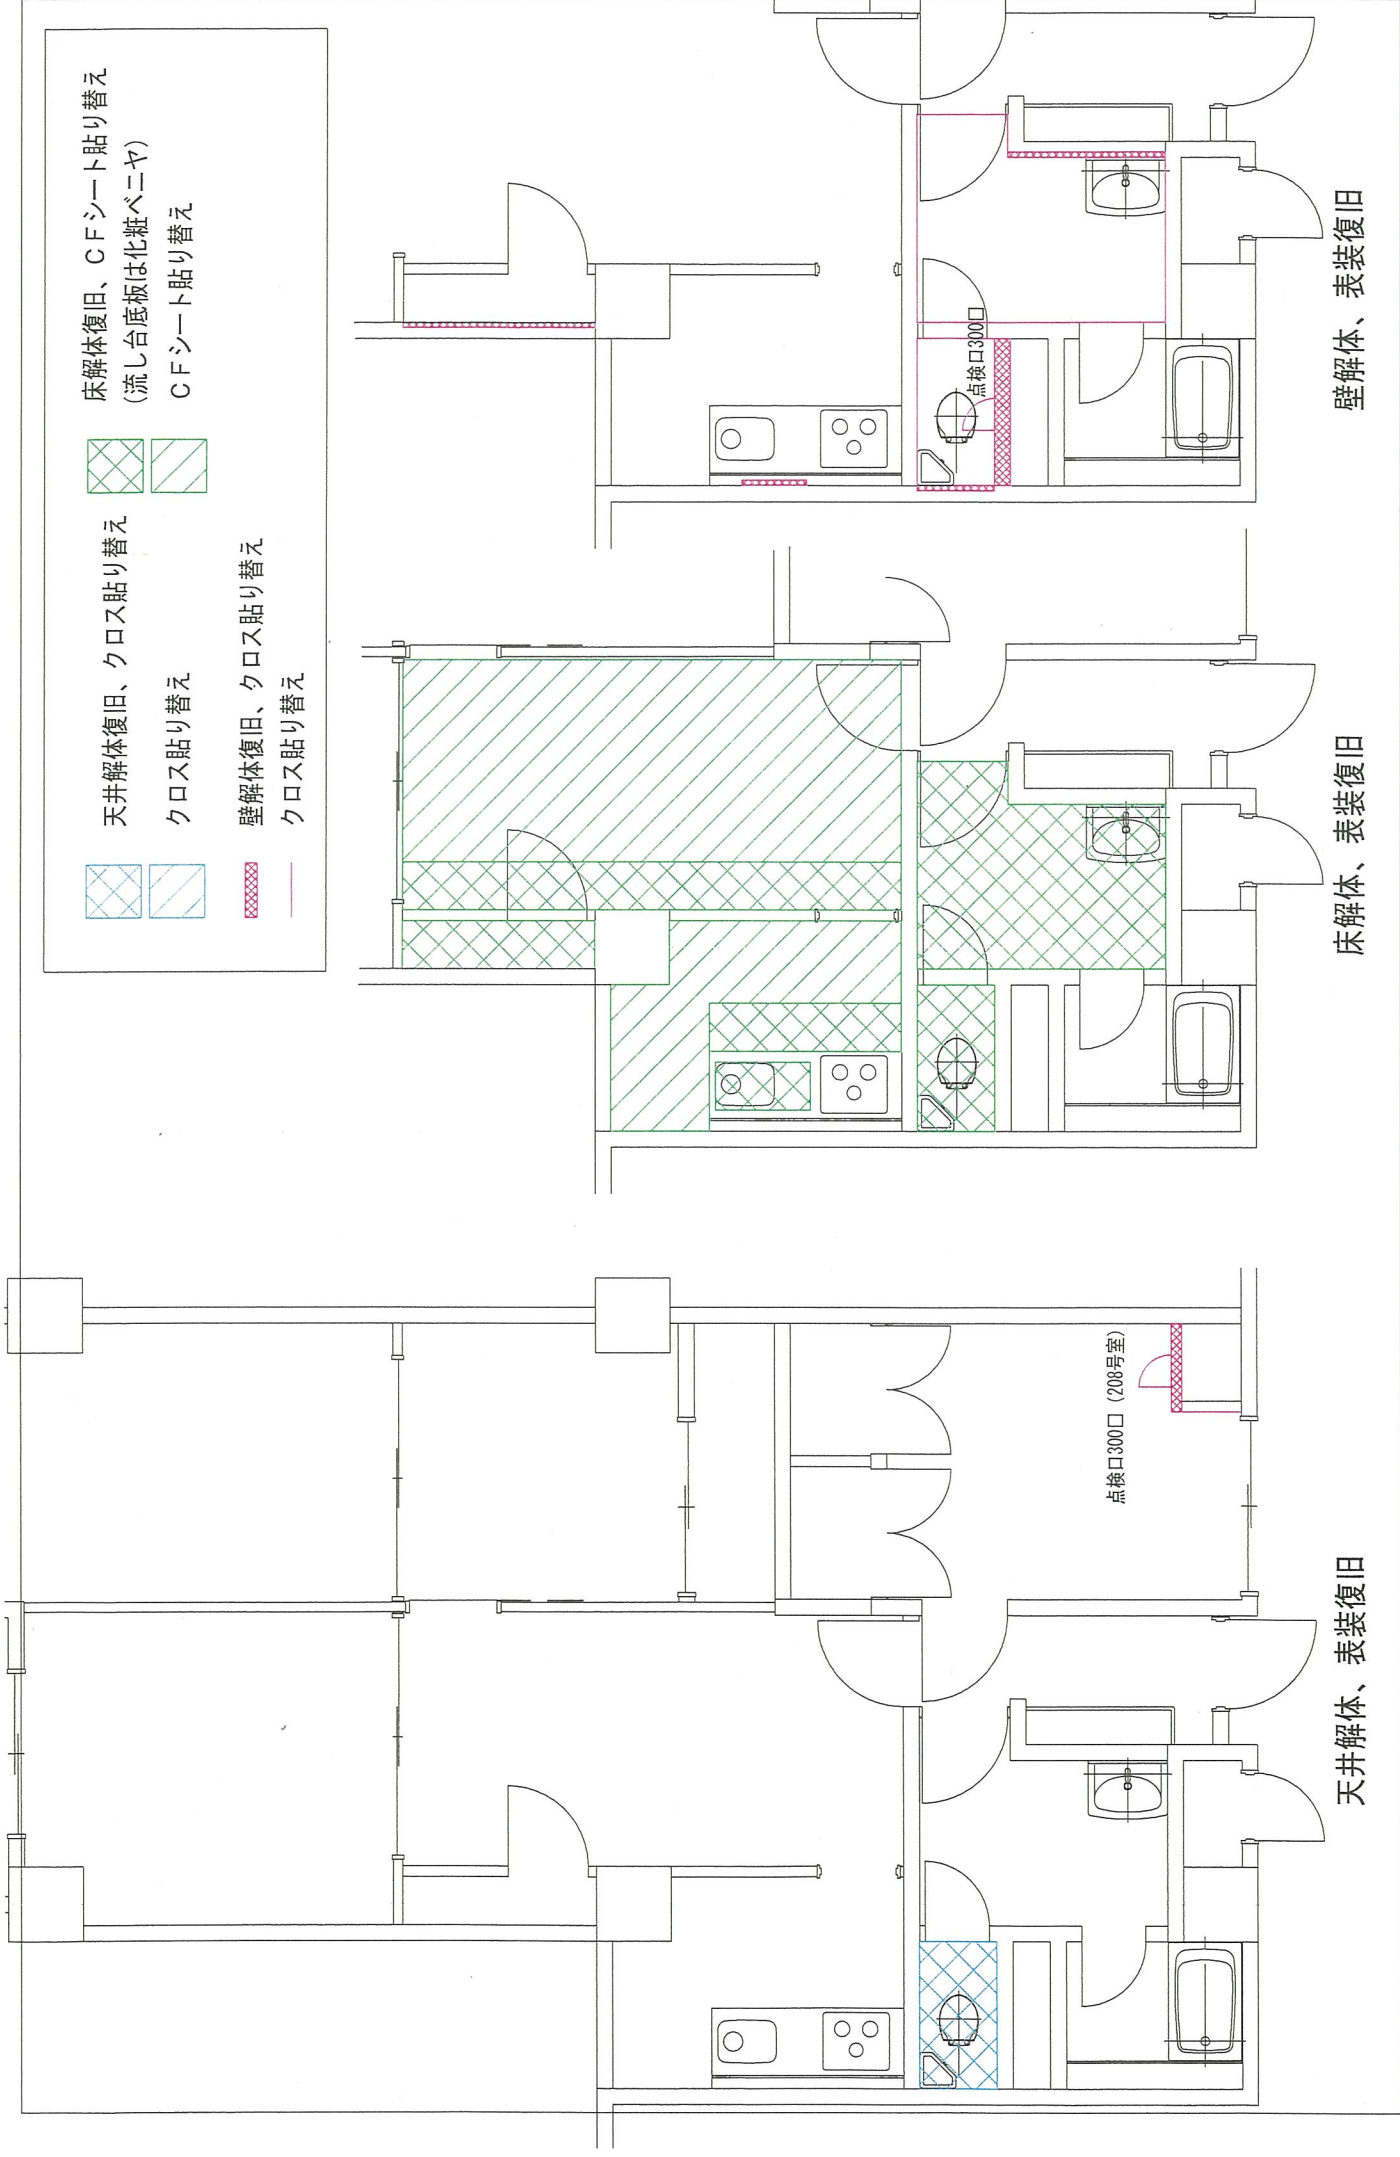 天井解体復旧、クロス貼り替え
クロス貼り替え
壁解体復旧、クロス貼り替え
クロス貼り替え
床解体復旧、ＣＦシート貼り替え
(流し台底板は化粧ベニヤ)
ＣＦシート貼り替え
点検口300口（208号室）
点検口300口
天井解体、表装復旧
床解体、表装復旧
壁解体、表装復旧